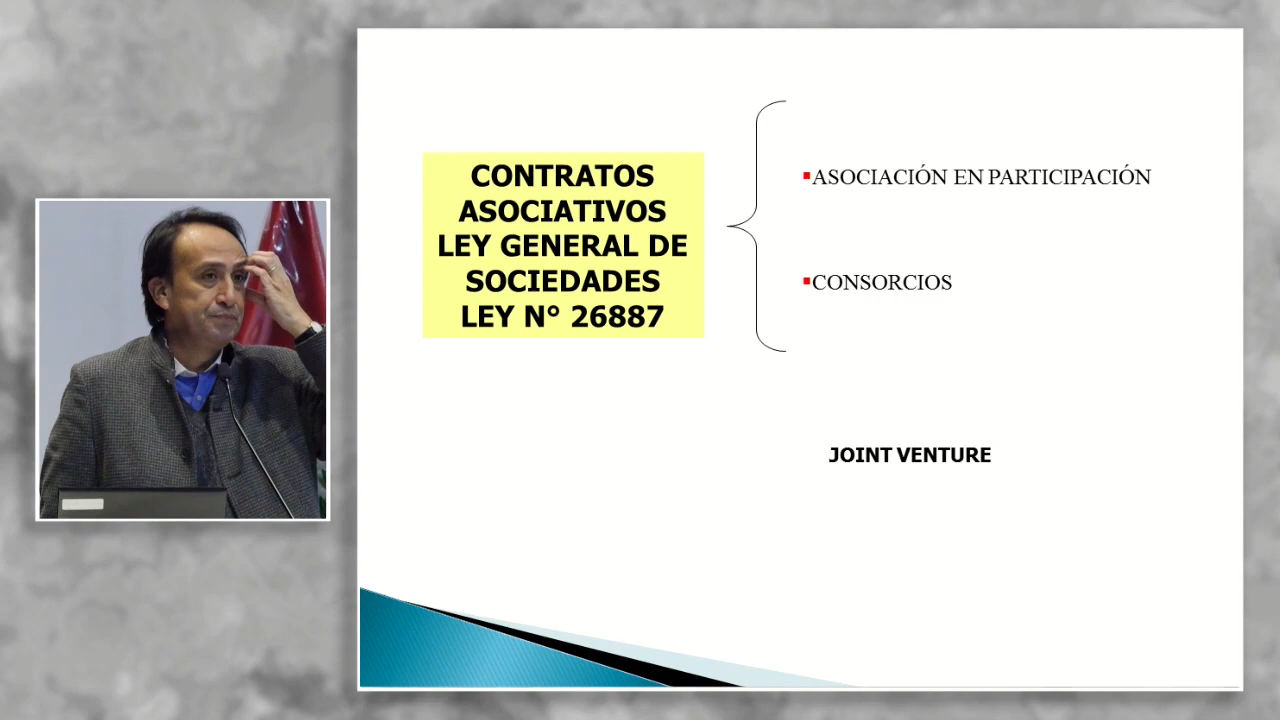 CONTRATOS
ASOCIATIVOS
LEY GENERAL DE
SOCIEDADES
LEY N° 26887
▪ASOCIACIÓN EN PARTICIPACIÓN
▪CONSORCIOS
JOINT VENTURE